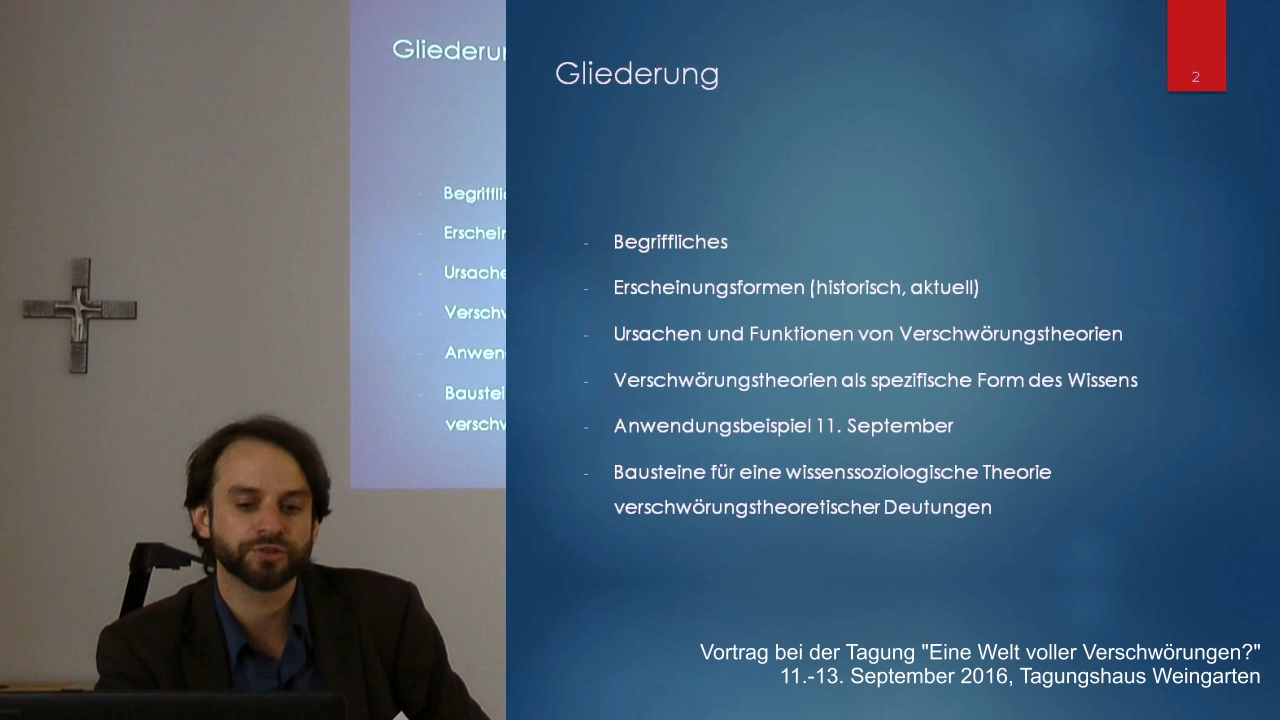 Gliederung
2
- Begriffliches
- Erscheinungsformen (historisch, aktuell)
- Ursachen und Funktionen von Verschwörungstheorien
- Verschwörungstheorien als spezifische Form des Wissens
- Anwendungsbeispiel 11. September
- Bausteine für eine wissenssoziologische Theorie
verschwörungstheoretischer Deutungen
Vortrag bei der Tagung "Eine Welt voller Verschwörungen?"
11.-13. September 2016, Tagungshaus Weingarten